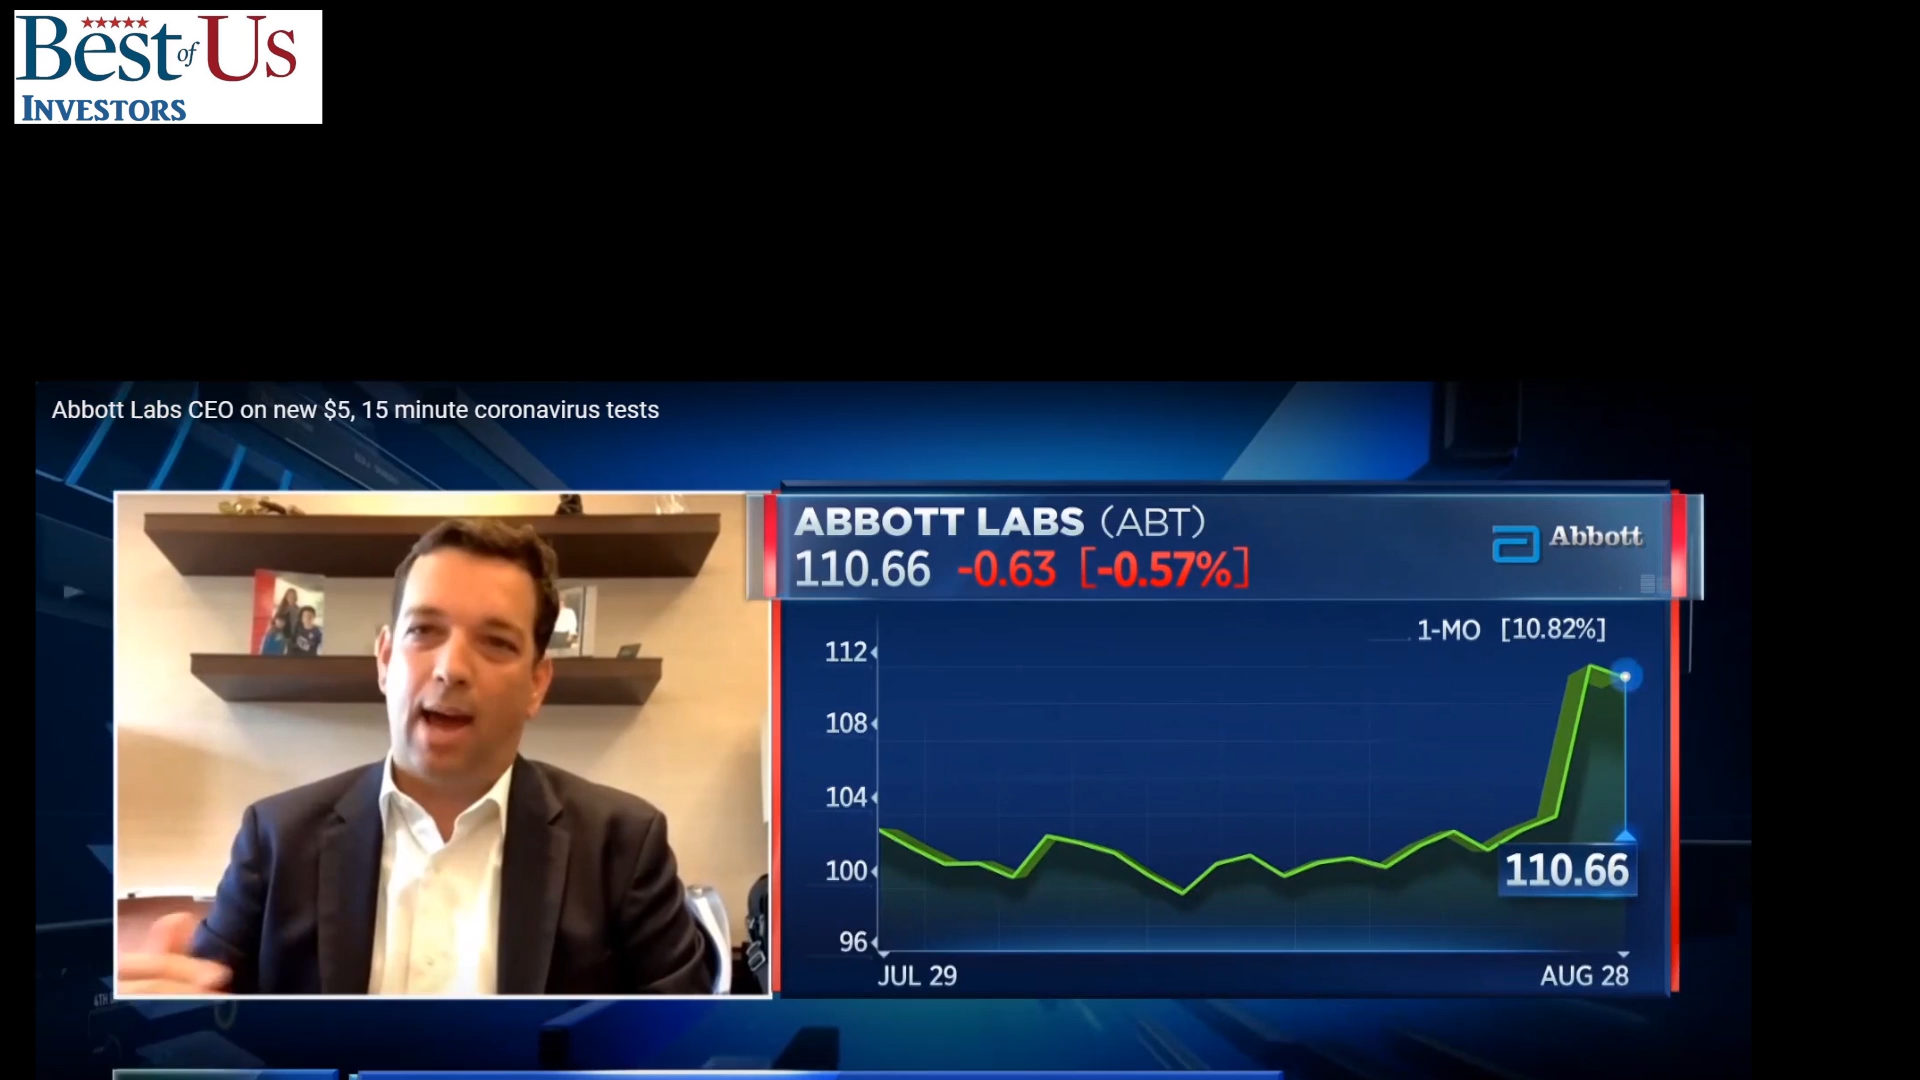 Best of Us
INVESTORS
Abbott Labs CEO on new $5, 15 minute coronavirus tests
ABBOTT LABS (ABT)
110.66 -0.63 [-0.57%]
Abbott
1-MO [10.82%]
112
108
104
100
96
110.66
JUL 29
AUG 28